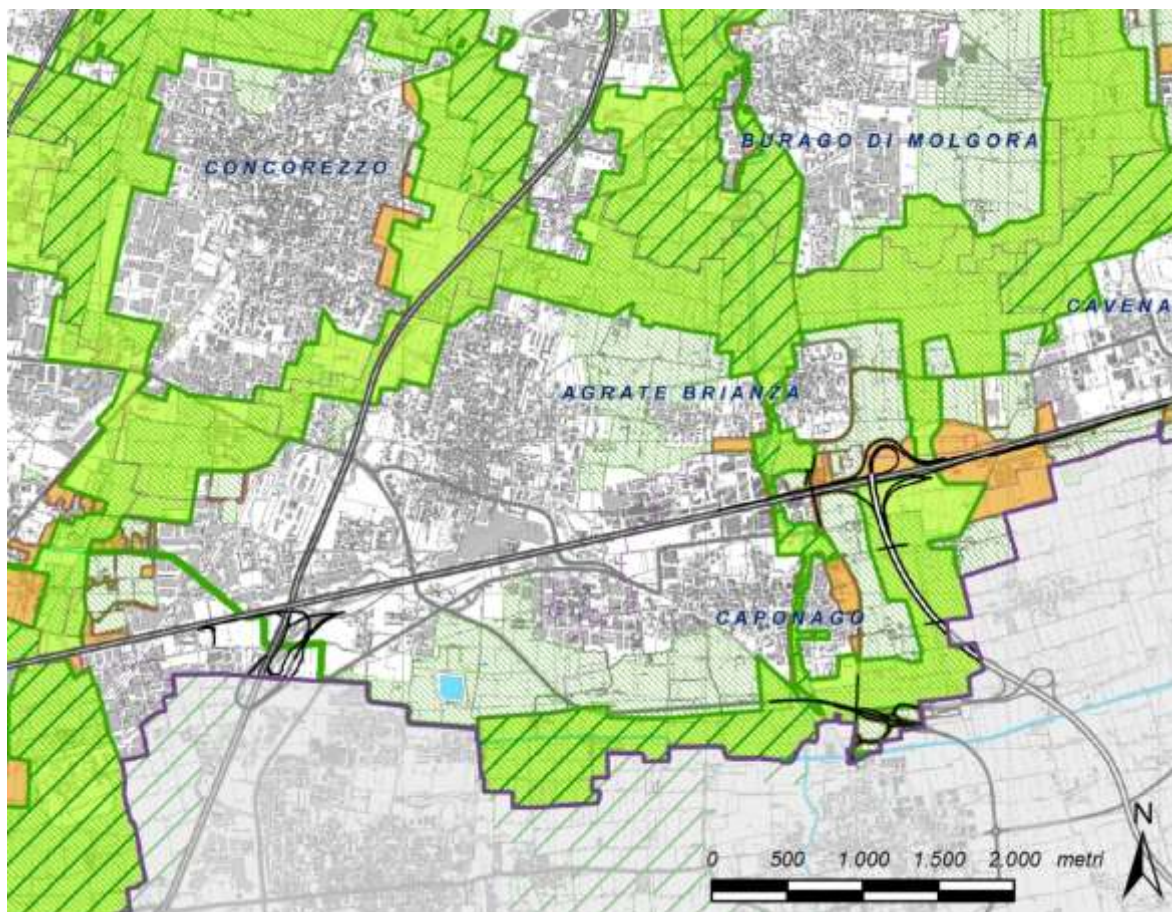 BURAGO DI MOLGORA
CONCOREZZO
CAVENA
AGRATE BRIANZA
CAPONAGO
N
0 500 1.000 1.500 2.000 metri